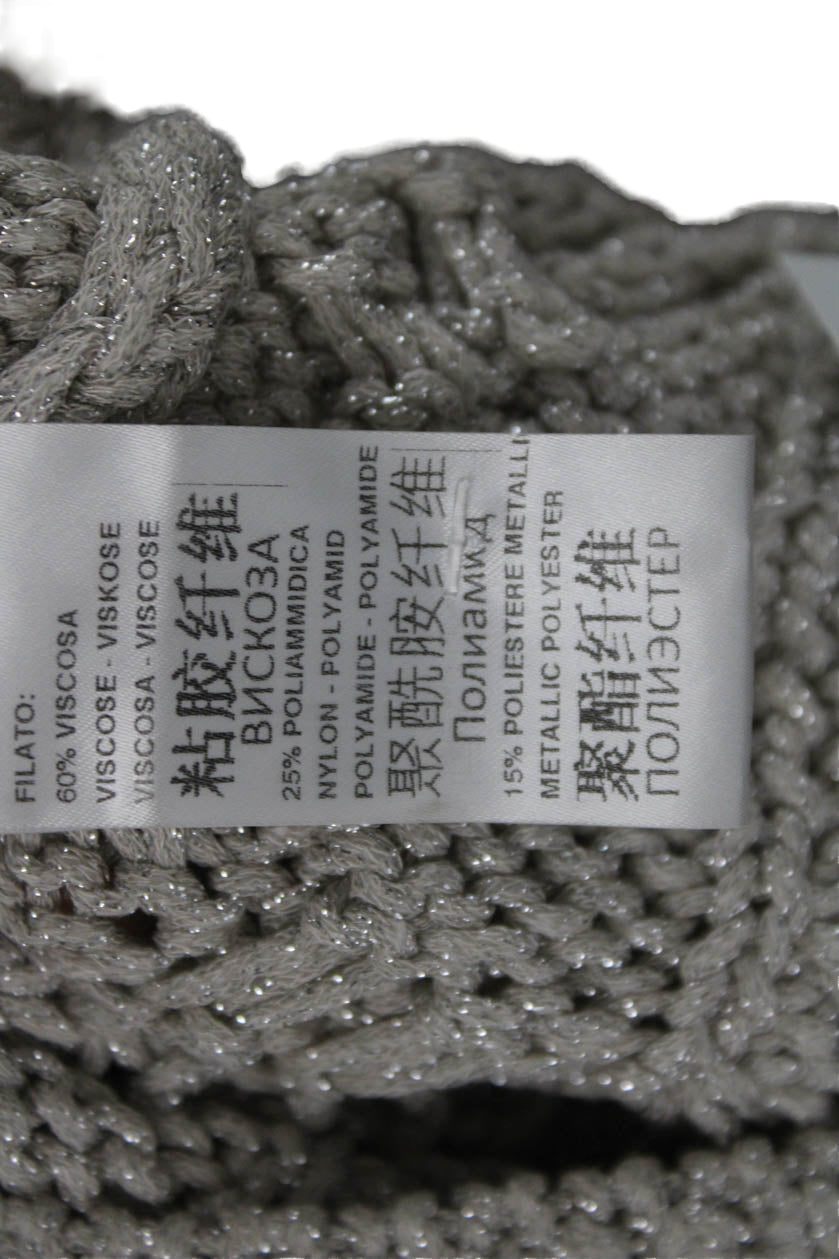 FILATO:
60% VISCOSA
VISCOSE - VISKOSE
VISCOSA - VISCOSE
粘胶纤维
ВИСКОЗА
25% POLIAMMIDICA
NYLON - POLYAMID
POLYAMIDE - POLYAMIDE
聚酰胺纤维
Полиамид
15% POLIESTERE METALLI
METALLIC POLYESTER
聚酯纤维
ПОЛИЭСТЕР